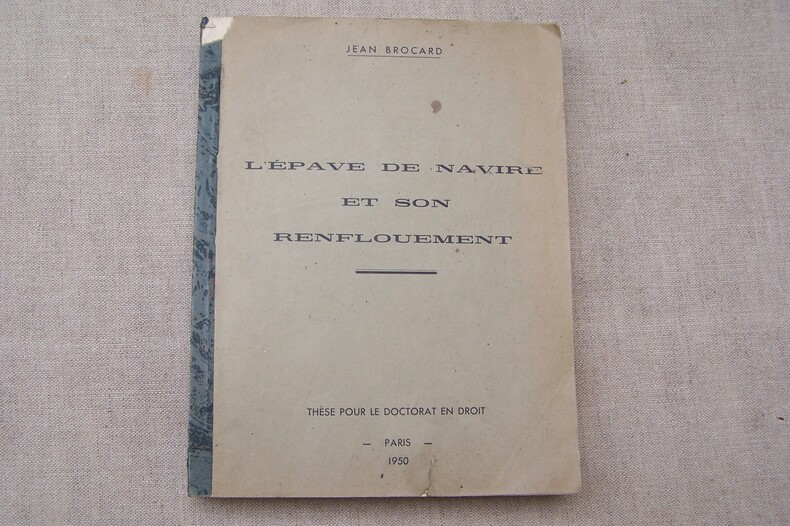 JEAN BROCARD
L'ÉPAVE DE NAVIRE
ET SON
RENFLOUEMENT
THÈSE POUR LE DOCTORAT EN DROIT
— PARIS —
1950